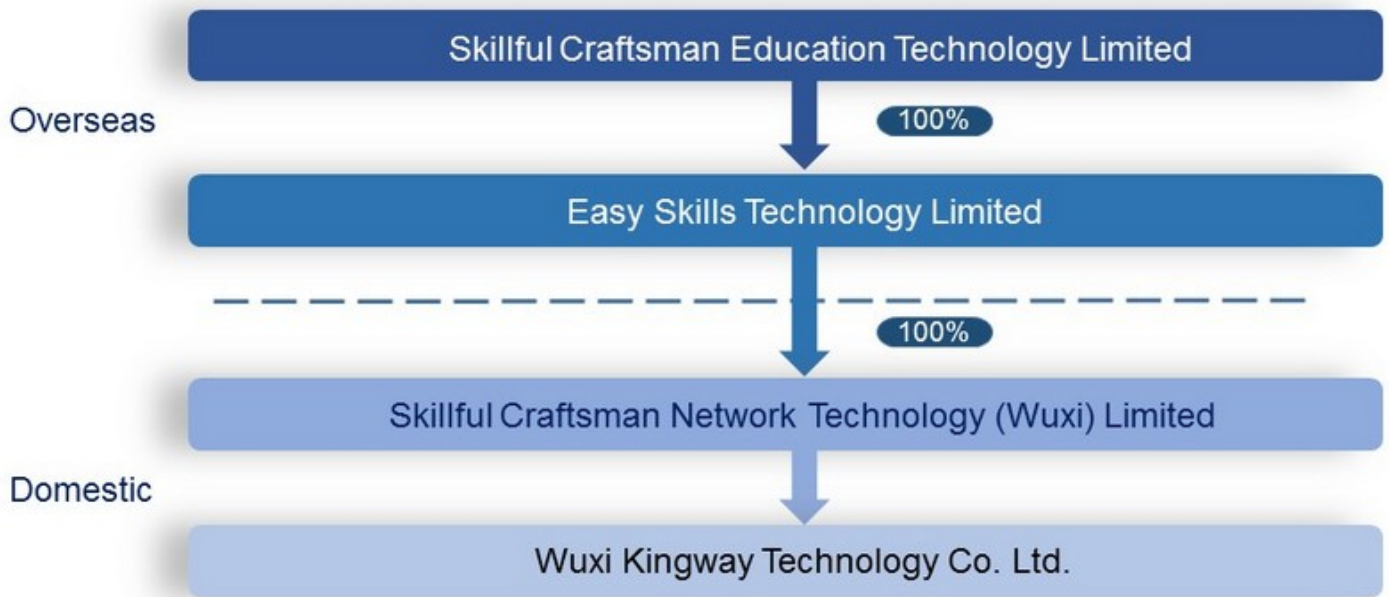 Skillful Craftsman Education Technology Limited
Overseas
100%
Easy Skills Technology Limited
100%
Skillful Craftsman Network Technology (Wuxi) Limited
Domestic
Wuxi Kingway Technology Co. Ltd.